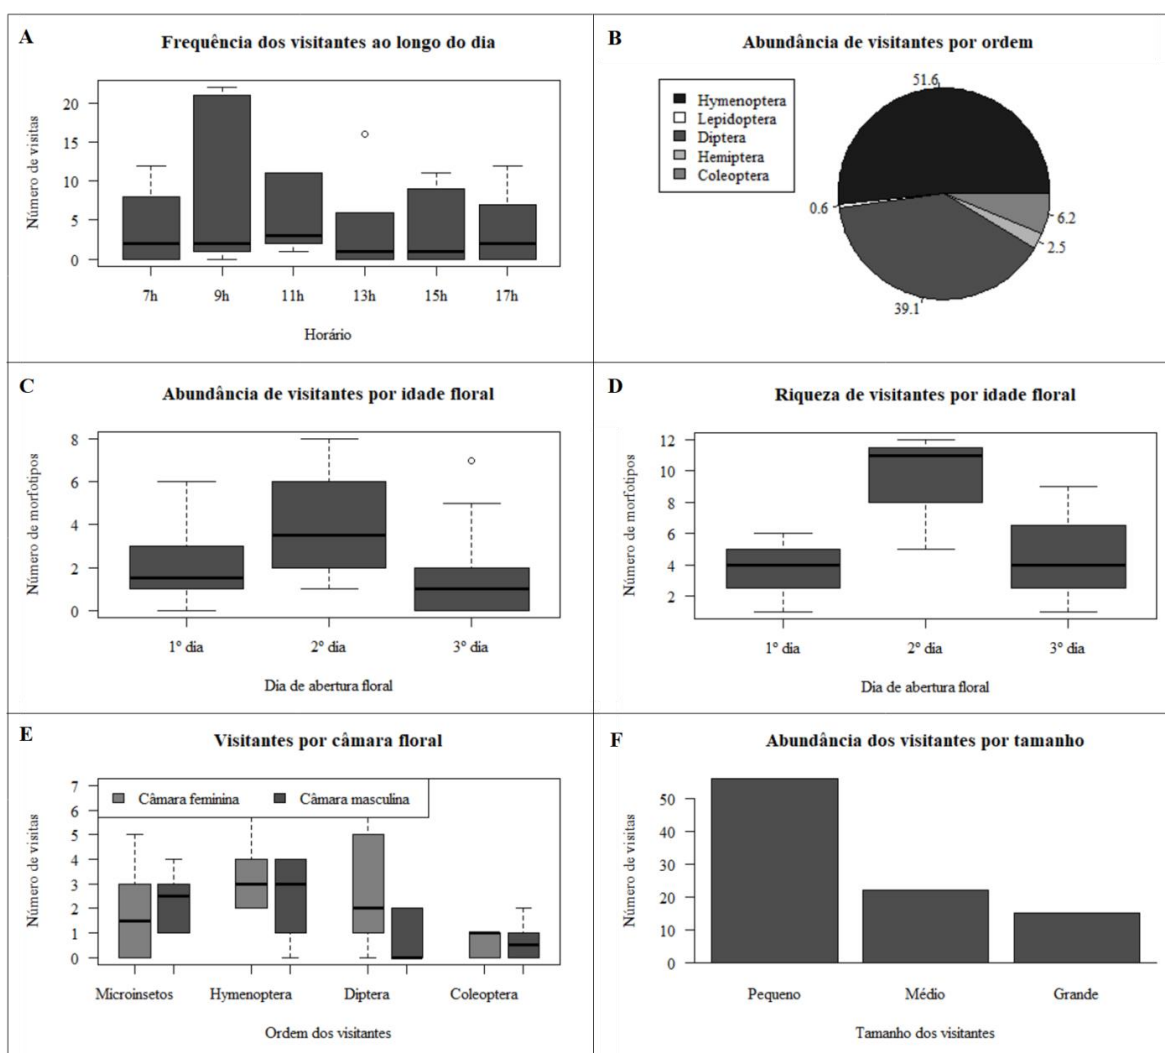 A
Frequência dos visitantes ao longo do dia
Número de visitas
20
15
10
5
0
7h 9h 11h 13h 15h 17h
Horário
B
Abundância de visitantes por ordem
Hymenoptera
Lepidoptera
Diptera
Hemiptera
Coleoptera
51.6
0.6
39.1
2.5
6.2
C
Abundância de visitantes por idade floral
Número de morfotipos
8
6
4
2
0
1º dia 2º dia 3º dia
Dia de abertura floral
D
Riqueza de visitantes por idade floral
Número de morfotipos
12
10
8
6
4
2
1º dia 2º dia 3º dia
Dia de abertura floral
E
Visitantes por câmara floral
Câmara feminina Câmara masculina
Número de visitas
7
6
5
4
3
2
1
0
Microinsetos Hymenoptera Diptera Coleoptera
Ordem dos visitantes
F
Abundância dos visitantes por tamanho
Número de visitas
50
40
30
20
10
0
Pequeno Médio Grande
Tamanho dos visitantes